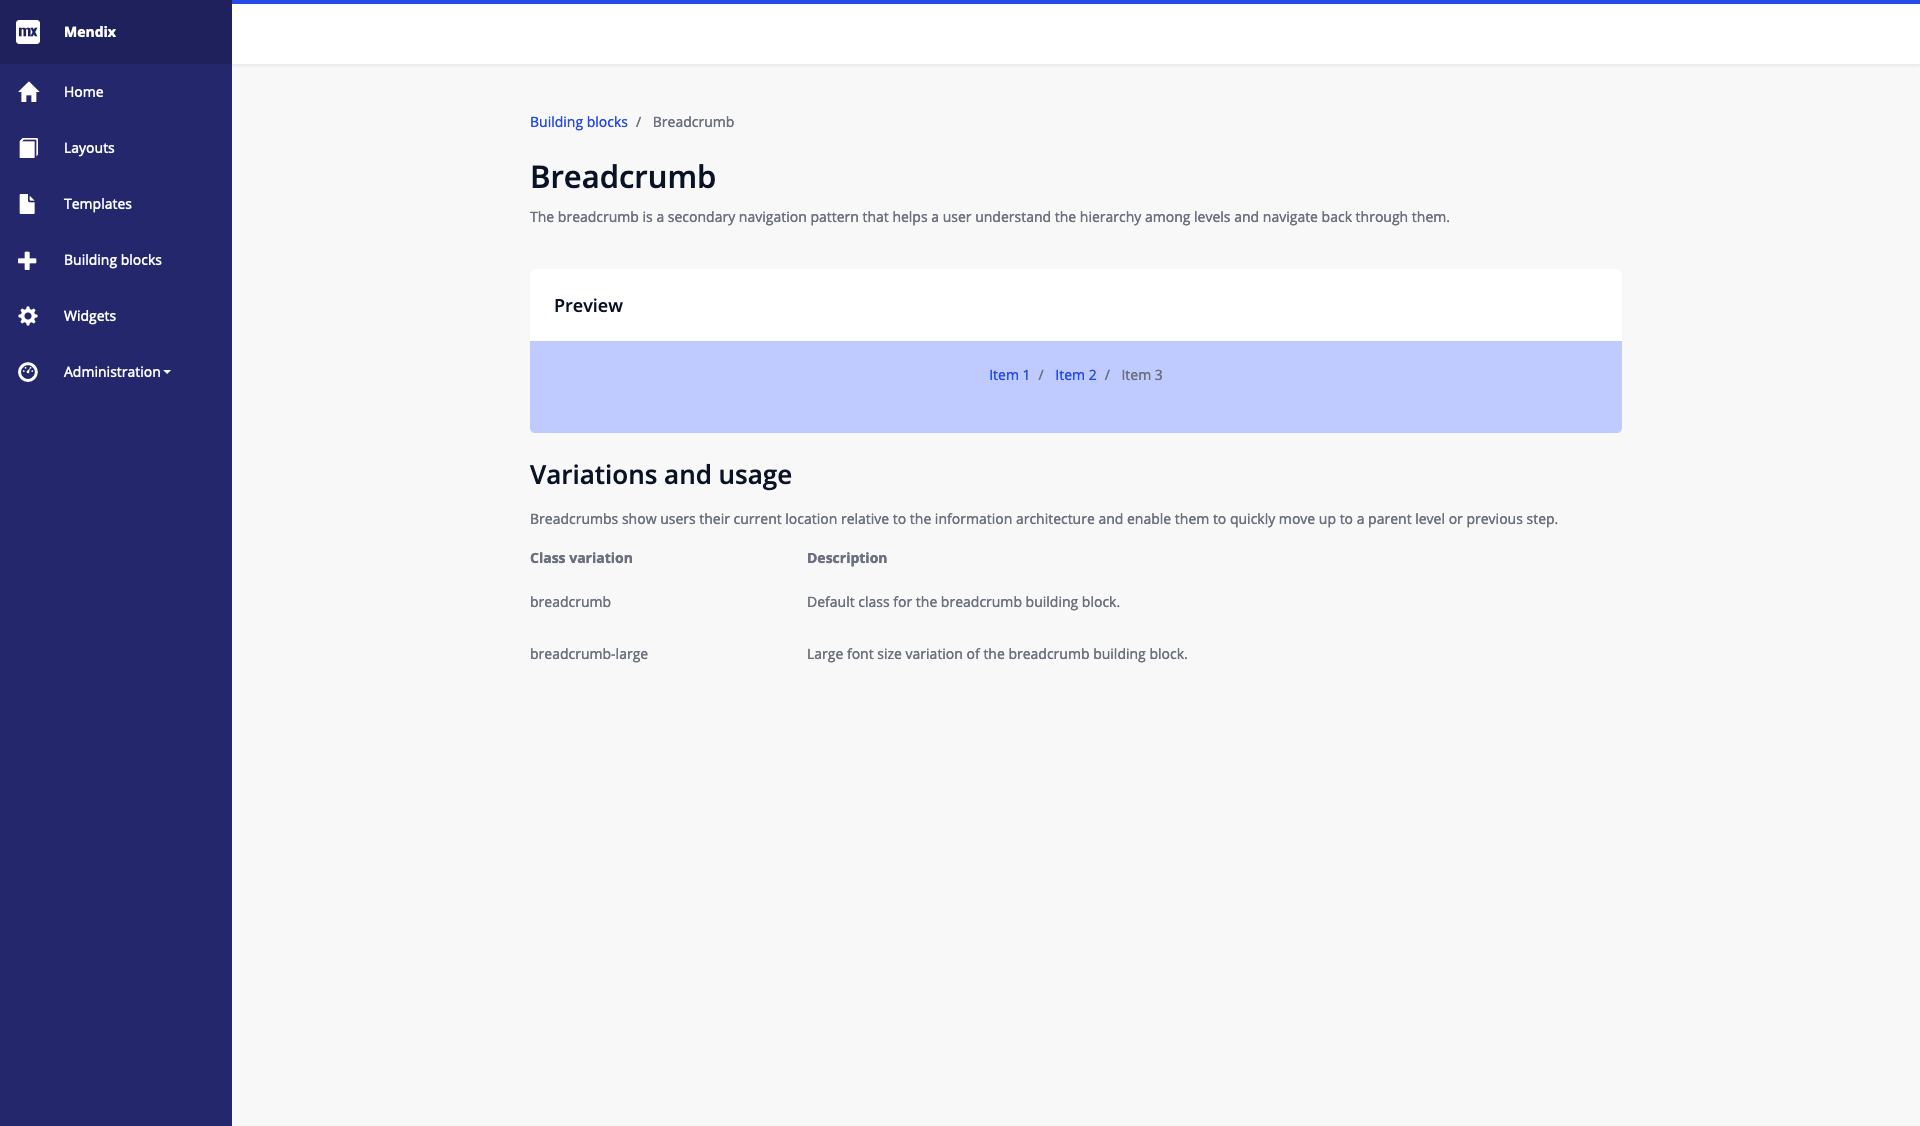 mx Mendix
Home
Layouts
Templates
Building blocks
Widgets
Administration
Building blocks / Breadcrumb
Breadcrumb
The breadcrumb is a secondary navigation pattern that helps a user understand the hierarchy among levels and navigate back through them.
Preview
Item 1 / Item 2 / Item 3
Variations and usage
Breadcrumbs show users their current location relative to the information architecture and enable them to quickly move up to a parent level or previous step.
Class variation Description
breadcrumb Default class for the breadcrumb building block.
breadcrumb-large Large font size variation of the breadcrumb building block.